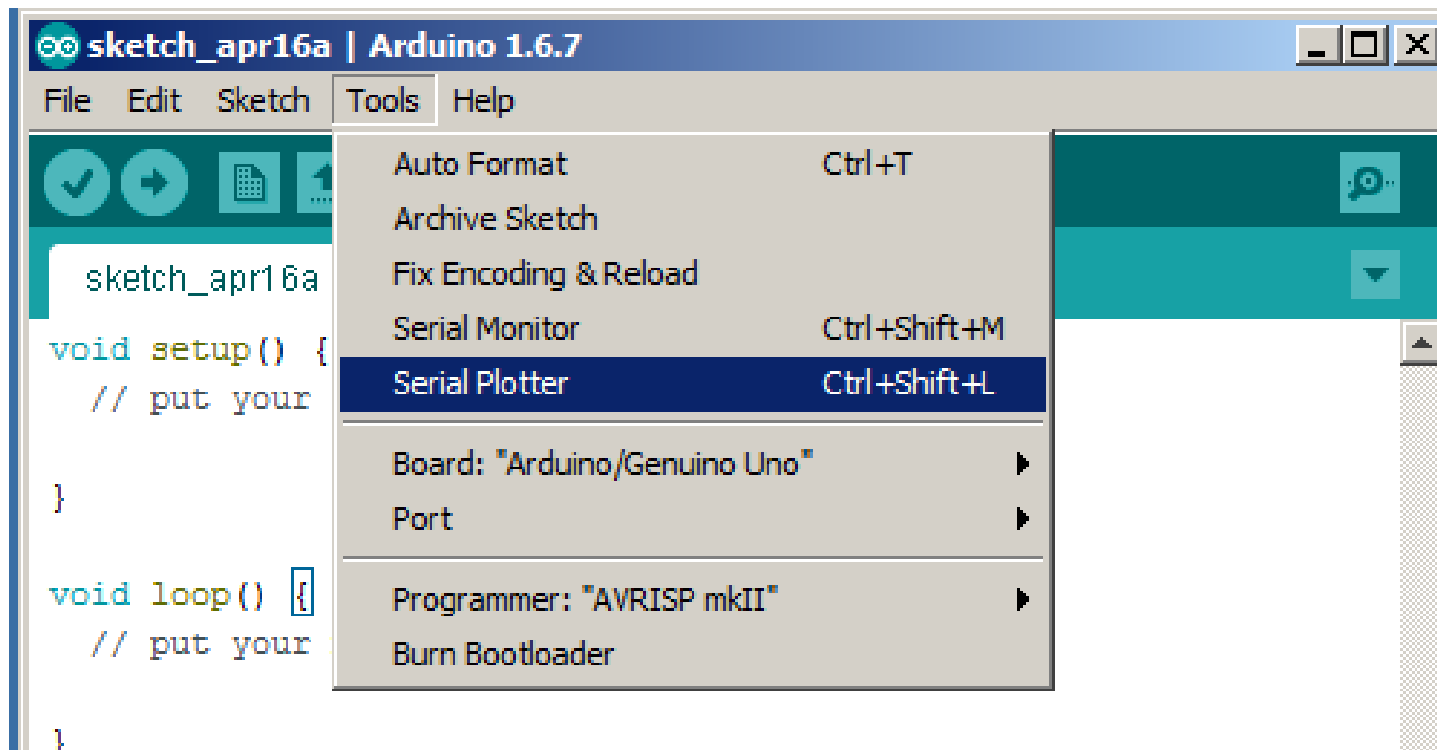 sketch_apr16a | Arduino 1.6.7
File Edit Sketch Tools Help
Auto Format Ctrl+T
Archive Sketch
Fix Encoding & Reload
Serial Monitor Ctrl+Shift+M
Serial Plotter Ctrl+Shift+L
Board: "Arduino/Genuino Uno"
Port
Programmer: "AVRISP mkII"
Burn Bootloader
sketch_apr16a
void setup() {
// put your
}
void loop() {
// put your
}